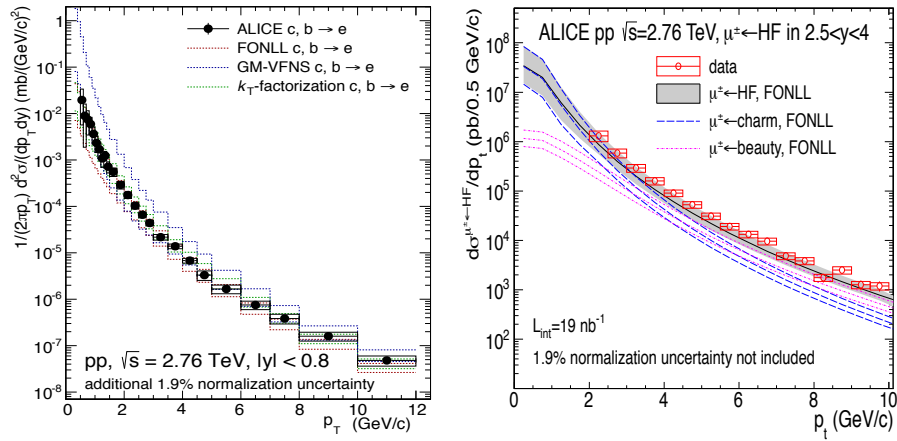 1/(2πp_T) d²σ/(dp_T dy) (mb/(GeV/c)²)
1
10⁻¹
10⁻²
10⁻³
10⁻⁴
10⁻⁵
10⁻⁶
10⁻⁷
10⁻⁸
ALICE c, b → e
FONLL c, b → e
GM-VFNS c, b → e
k_T-factorization c, b → e
pp, √s = 2.76 TeV, |y| < 0.8
additional 1.9% normalization uncertainty
0 2 4 6 8 10 12
p_T (GeV/c)
dσ^{μ±←HF}/dp_t (pb/0.5 GeV/c)
10⁸
10⁷
10⁶
10⁵
10⁴
10³
10²
ALICE pp √s=2.76 TeV, μ±←HF in 2.5<y<4
data
μ±←HF, FONLL
μ±←charm, FONLL
μ±←beauty, FONLL
L_int=19 nb⁻¹
1.9% normalization uncertainty not included
0 2 4 6 8 10
p_t (GeV/c)